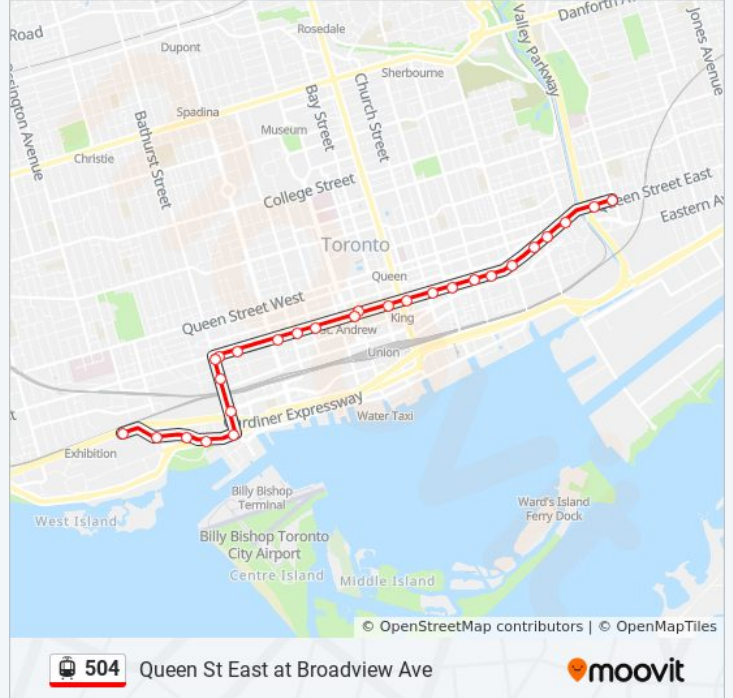 Road
Rosedale
Danforth A
Valley Parkway
Jones Avenue
Dupont
Sherbourne
Bay Street
Church Street
Spadina
Bathurst Street
Museum
Christie
College Street
Queen Street East
Eastern Av
Toronto
Queen
Queen Street West
King
St. Andrew
Union
Gardiner Expressway
Water Taxi
Exhibition
Billy Bishop
Terminal
Ward's Island
Ferry Dock
West Island
Billy Bishop Toronto
City Airport
Centre Island
Middle Island
© OpenStreetMap contributors | © OpenMapTiles
504 Queen St East at Broadview Ave
moovit